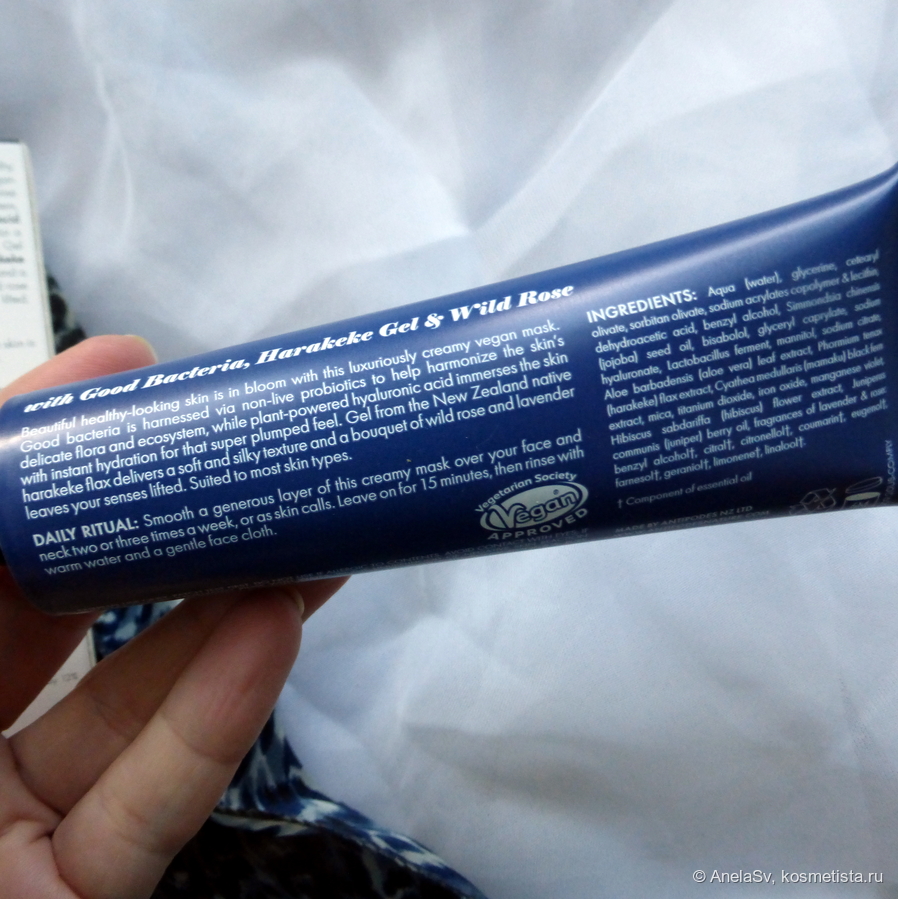 with Good Bacteria, Harakeke Gel & Wild Rose
Beautiful healthy-looking skin is in bloom with this luxuriously creamy vegan mask.
Good bacteria is harnessed via non-live probiotics to help harmonize the skin's
delicate flora and ecosystem, while plant-powered hyaluronic acid immerses the skin
with instant hydration for that super plumped feel. Gel from the New Zealand native
harakeke flax delivers a soft and silky texture and a bouquet of wild rose and lavender
leaves your senses lifted. Suited to most skin types.
DAILY RITUAL: Smooth a generous layer of this creamy mask over your face and
neck two or three times a week, or as skin calls. Leave on for 15 minutes, then rinse with
warm water and a gentle face cloth.
Vegetarian Society
Vegan
APPROVED
INGREDIENTS: Aqua (water), glycerine, cetearyl
olivate, sorbitan olivate, sodium acrylates copolymer & lecithin,
dehydroacetic acid, benzyl alcohol, Simmondsia chinensis
(jojoba) seed oil, bisabolol, glyceryl caprylate, sodium
hyaluronate, Lactobacillus ferment, mannitol, sodium citrate,
Aloe barbadensis (aloe vera) leaf extract, Phormium tenax
(harakeke) flax extract, Cyathea medullaris (mamaku) black fern
extract, mica, titanium dioxide, iron oxide, manganese violet
Hibiscus sabdariffa (hibiscus) flower extract, Juniperus
communis (juniper) berry oil, fragrances of lavender & rose
benzyl alcohol†, citral†, citronellol†, coumarin†, eugenol†
farnesol†, geraniol†, limonene†, linalool†.
† Component of essential oil
MADE BY ANTIPODES NZ LTD
© AnelaSv, kosmetista.ru